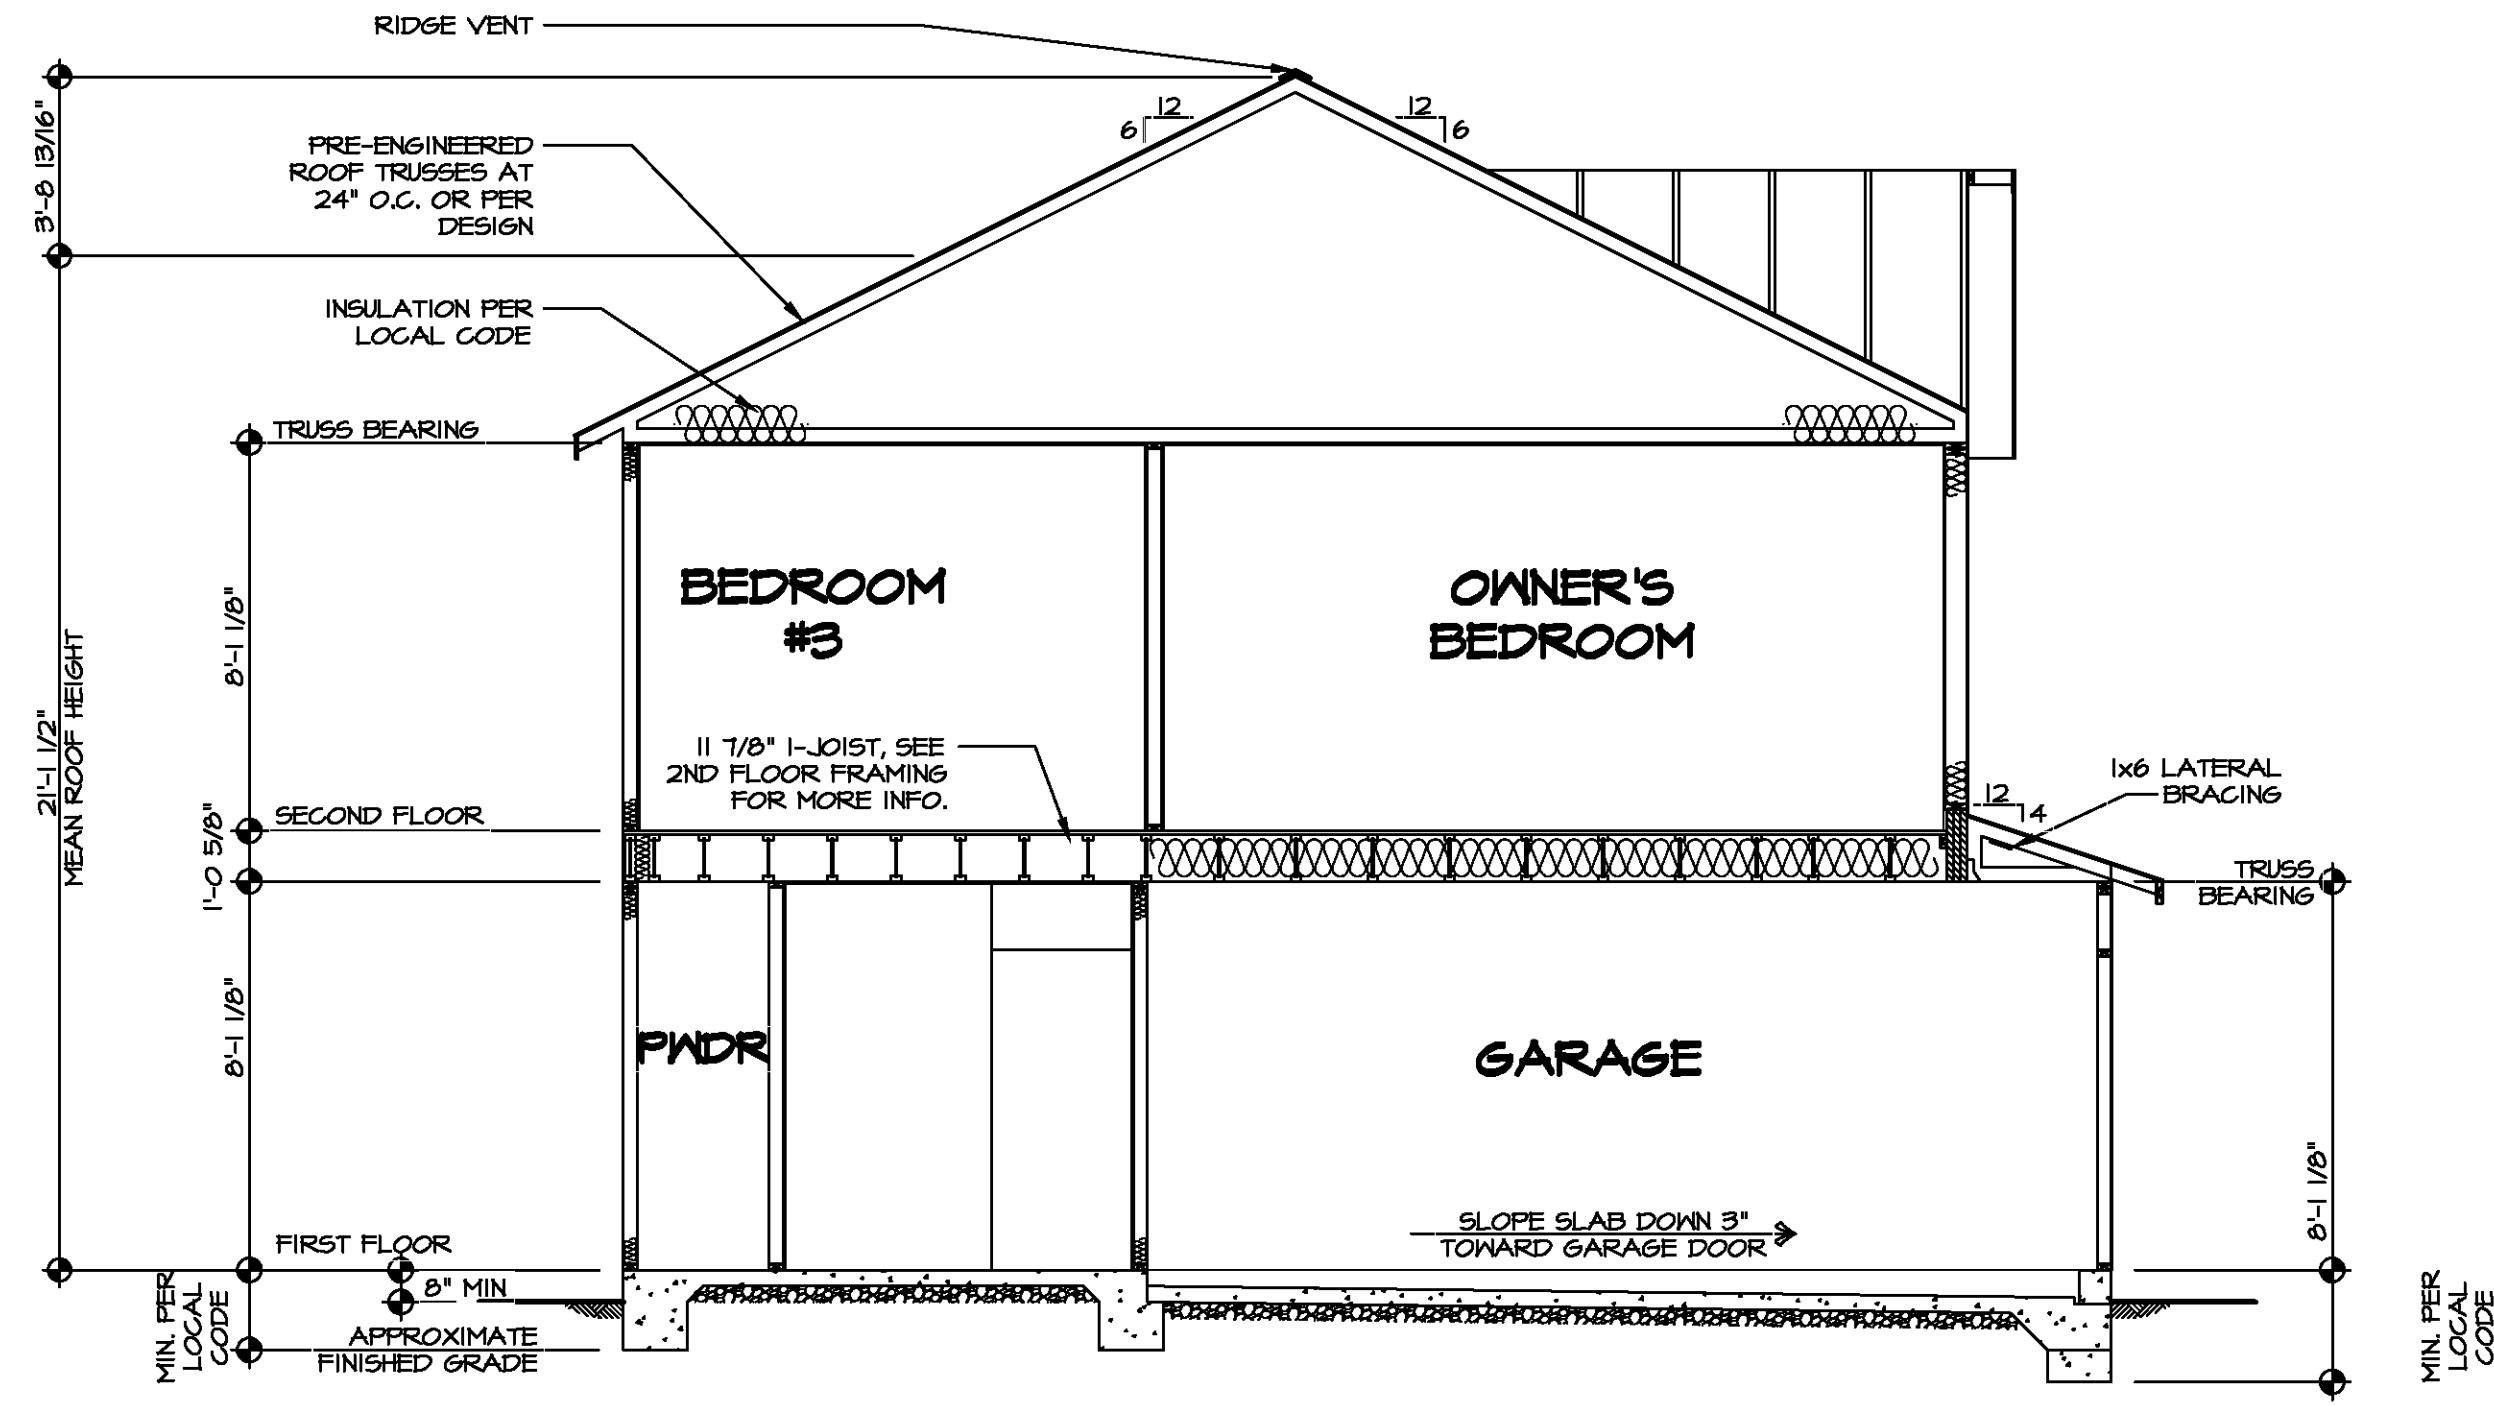 RIDGE VENT
12
6
12
6
3'-8 13/16"
PRE-ENGINEERED
ROOF TRUSSES AT
24" O.C. OR PER
DESIGN
INSULATION PER
LOCAL CODE
TRUSS BEARING
8'-1 1/8"
BEDROOM
#3
OWNER'S
BEDROOM
21'-1 1/2"
MEAN ROOF HEIGHT
11 7/8" I-JOIST, SEE
2ND FLOOR FRAMING
FOR MORE INFO.
1x6 LATERAL
BRACING
12
4
SECOND FLOOR
1'-0 5/8"
TRUSS
BEARING
8'-1 1/8"
PWDR
GARAGE
8'-1 1/8"
SLOPE SLAB DOWN 3"
TOWARD GARAGE DOOR
FIRST FLOOR
8" MIN
MIN. PER
LOCAL
CODE
APPROXIMATE
FINISHED GRADE
MIN. PER
LOCAL
CODE